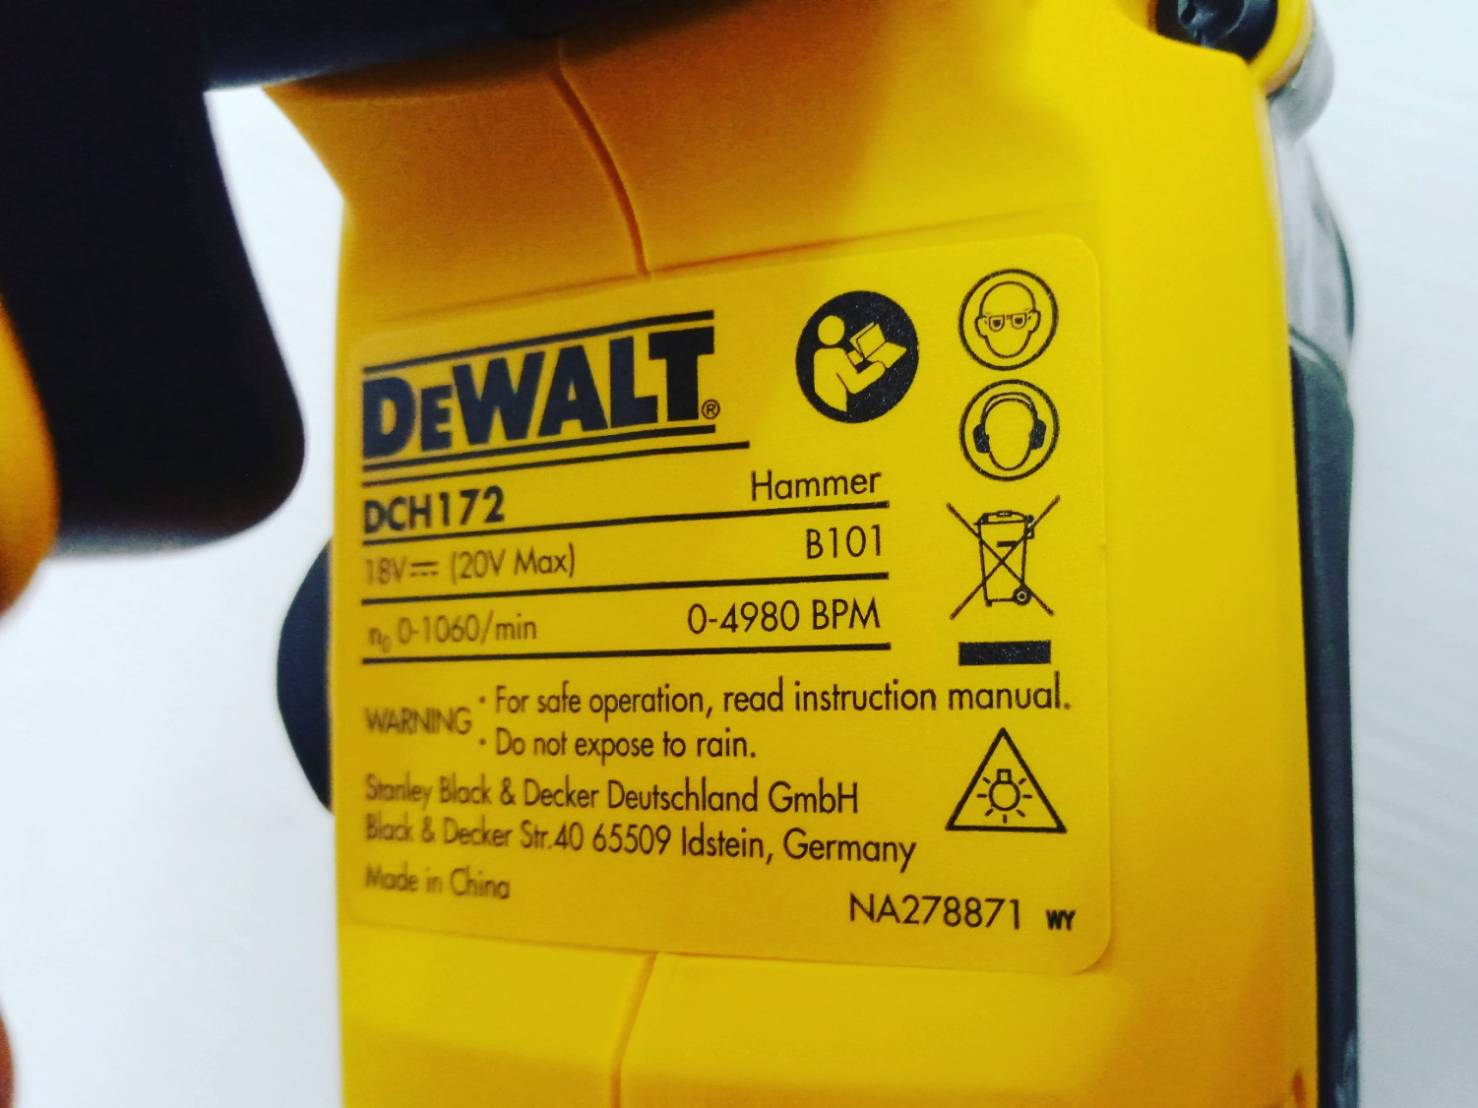 DEWALT®
DCH172 Hammer
18V⎓ (20V Max) B101
n₀ 0-1060/min 0-4980 BPM
WARNING · For safe operation, read instruction manual.
· Do not expose to rain.
Stanley Black & Decker Deutschland GmbH
Black & Decker Str.40 65509 Idstein, Germany
Made in China
NA278871 WY